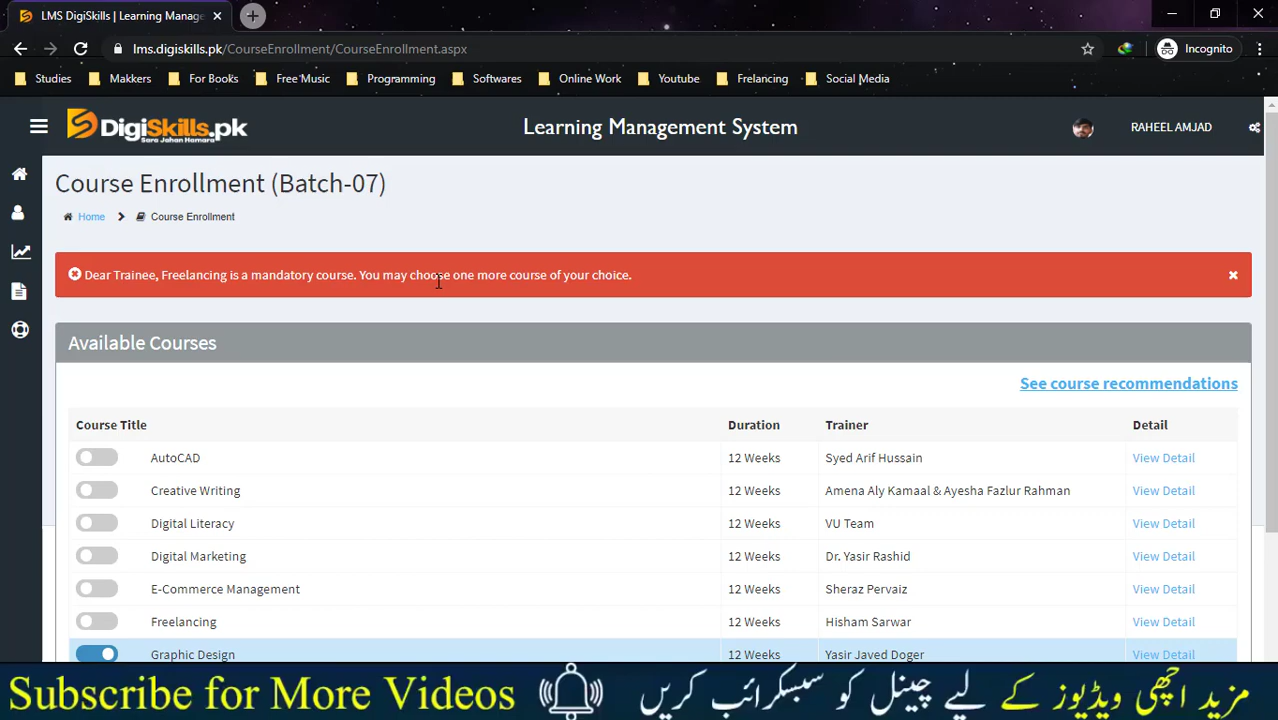 LMS DigiSkills | Learning Manage
lms.digiskills.pk/CourseEnrollment/CourseEnrollment.aspx
Incognito
Studies Makkers For Books Free Music Programming Softwares Online Work Youtube Frelancing Social Media
DigiSkills.pk
Sara Jahan Hamara
Learning Management System
RAHEEL AMJAD
Course Enrollment (Batch-07)
Home Course Enrollment
Dear Trainee, Freelancing is a mandatory course. You may choose one more course of your choice.
Available Courses
See course recommendations
Course Title Duration Trainer Detail
AutoCAD 12 Weeks Syed Arif Hussain View Detail
Creative Writing 12 Weeks Amena Aly Kamaal & Ayesha Fazlur Rahman View Detail
Digital Literacy 12 Weeks VU Team View Detail
Digital Marketing 12 Weeks Dr. Yasir Rashid View Detail
E-Commerce Management 12 Weeks Sheraz Pervaiz View Detail
Freelancing 12 Weeks Hisham Sarwar View Detail
Graphic Design 12 Weeks Yasir Javed Doger View Detail
Subscribe for More Videos
مزید اچھی ویڈیوز کے لیے چینل کو سبسکرائب کریں